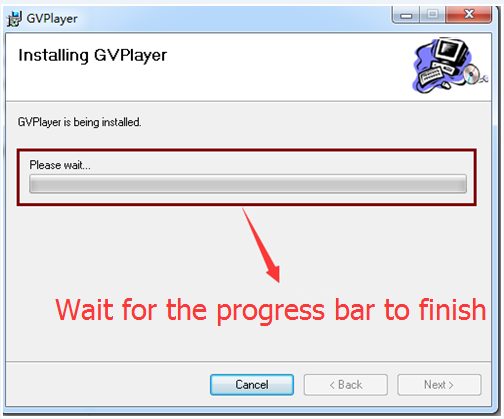 GVPlayer
Installing GVPlayer
GVPlayer is being installed.
Please wait...
Wait for the progress bar to finish
Cancel
< Back
Next >